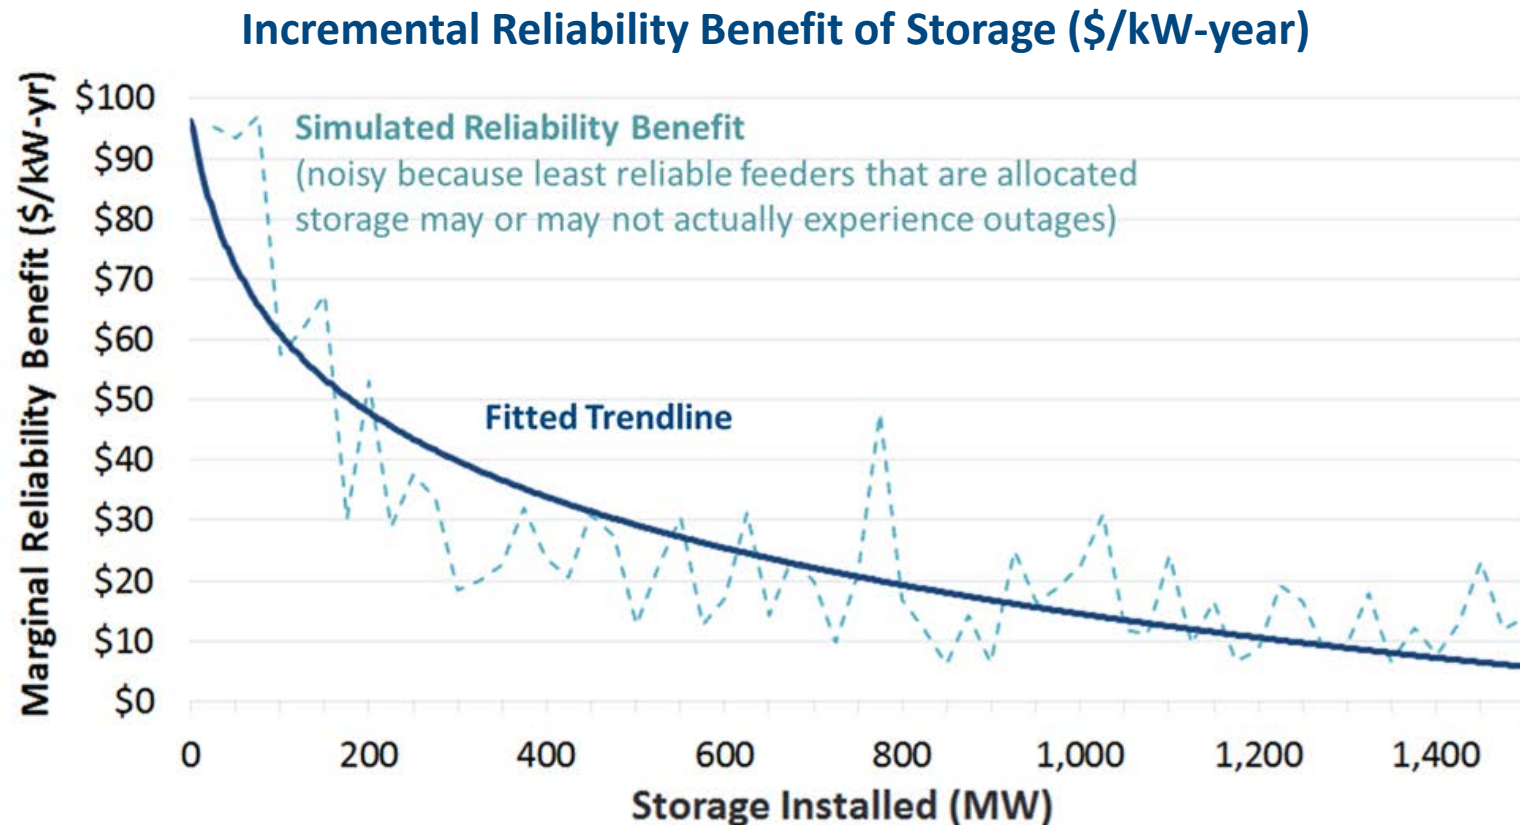 Incremental Reliability Benefit of Storage ($/kW-year)
Marginal Reliability Benefit ($/kW-yr)
$100
$90
$80
$70
$60
$50
$40
$30
$20
$10
$0
Simulated Reliability Benefit
(noisy because least reliable feeders that are allocated
storage may or may not actually experience outages)
Fitted Trendline
0 200 400 600 800 1,000 1,200 1,400
Storage Installed (MW)